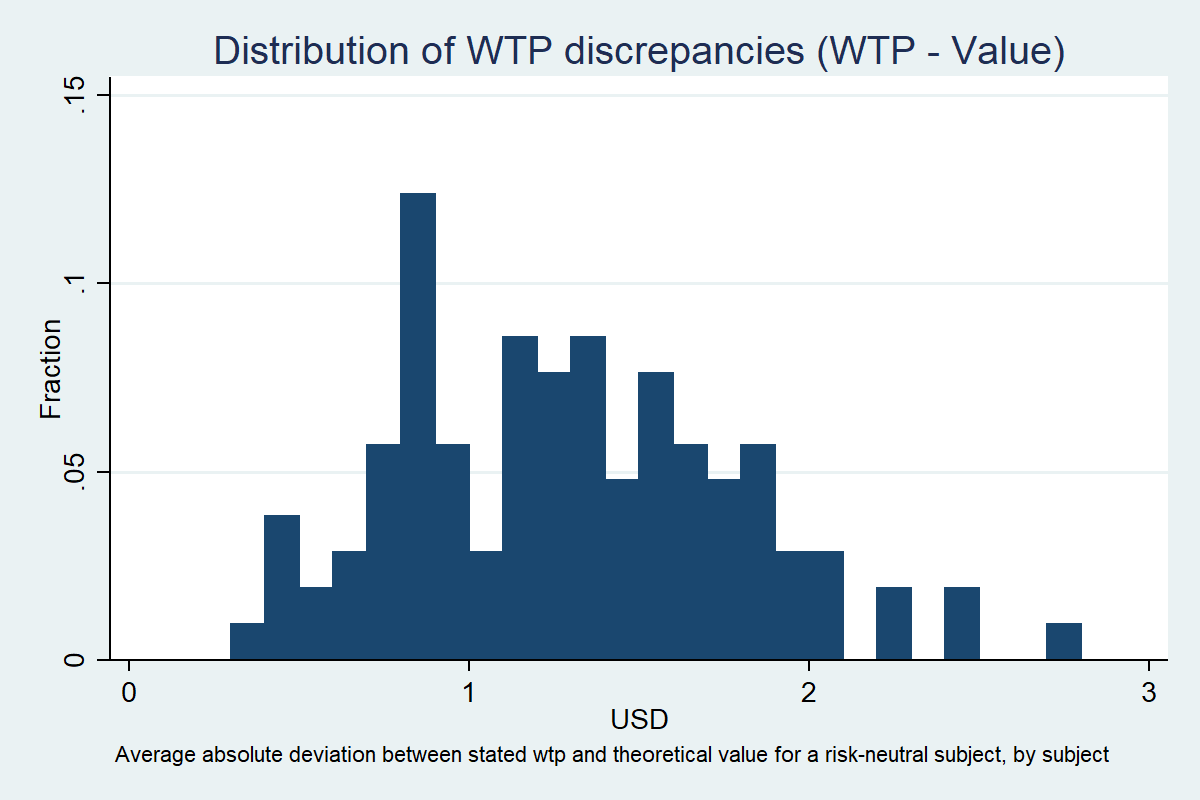 Distribution of WTP discrepancies (WTP - Value)
.15
.1
.05
0
Fraction
0 1 2 3
USD
Average absolute deviation between stated wtp and theoretical value for a risk-neutral subject, by subject